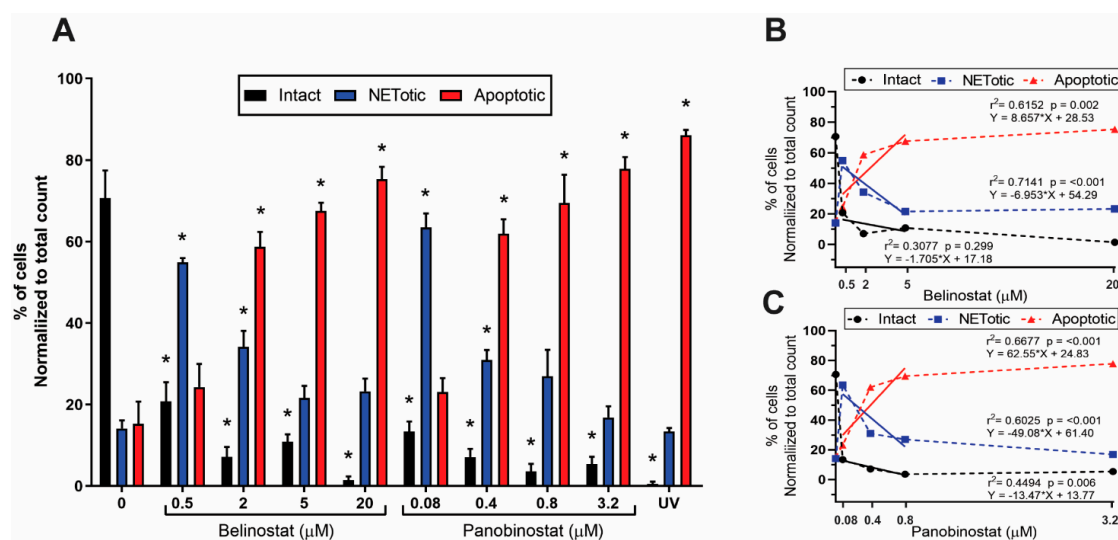 A
% of cells
Normaliized to total count
100
80
60
40
20
0
Intact NETotic Apoptotic
* * * * * * * * * * * * * * * * * *
0 0.5 2 5 20 0.08 0.4 0.8 3.2 UV
Belinostat (µM) Panobinostat (µM)
B
% of cells
Normaliized to total count
Intact NETotic Apoptotic
100
80
60
40
20
0
r²= 0.6152 p = 0.002
Y = 8.657*X + 28.53
r²= 0.7141 p = <0.001
Y = -6.953*X + 54.29
r²= 0.3077 p = 0.299
Y = -1.705*X + 17.18
0.5 2 5 20
Belinostat (µM)
C
% of cells
Normaliized to total count
Intact NETotic Apoptotic
100
80
60
40
20
0
r²= 0.6677 p = <0.001
Y = 62.55*X + 24.83
r²= 0.6025 p = <0.001
Y = -49.08*X + 61.40
r²= 0.4494 p = 0.006
Y = -13.47*X + 13.77
0.08 0.4 0.8 3.2
Panobinostat (µM)